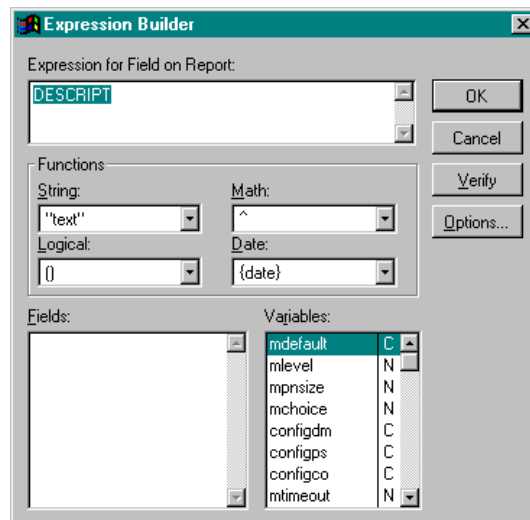 Expression Builder
Expression for Field on Report:
DESCRIPT
OK
Cancel
Verify
Options...
Functions
String:
Math:
"text"
^
Logical:
Date:
()
{date}
Fields:
Variables:
mdefault C
mlevel N
mpnsize N
mchoice N
configdm C
configps C
configco C
mtimeout N